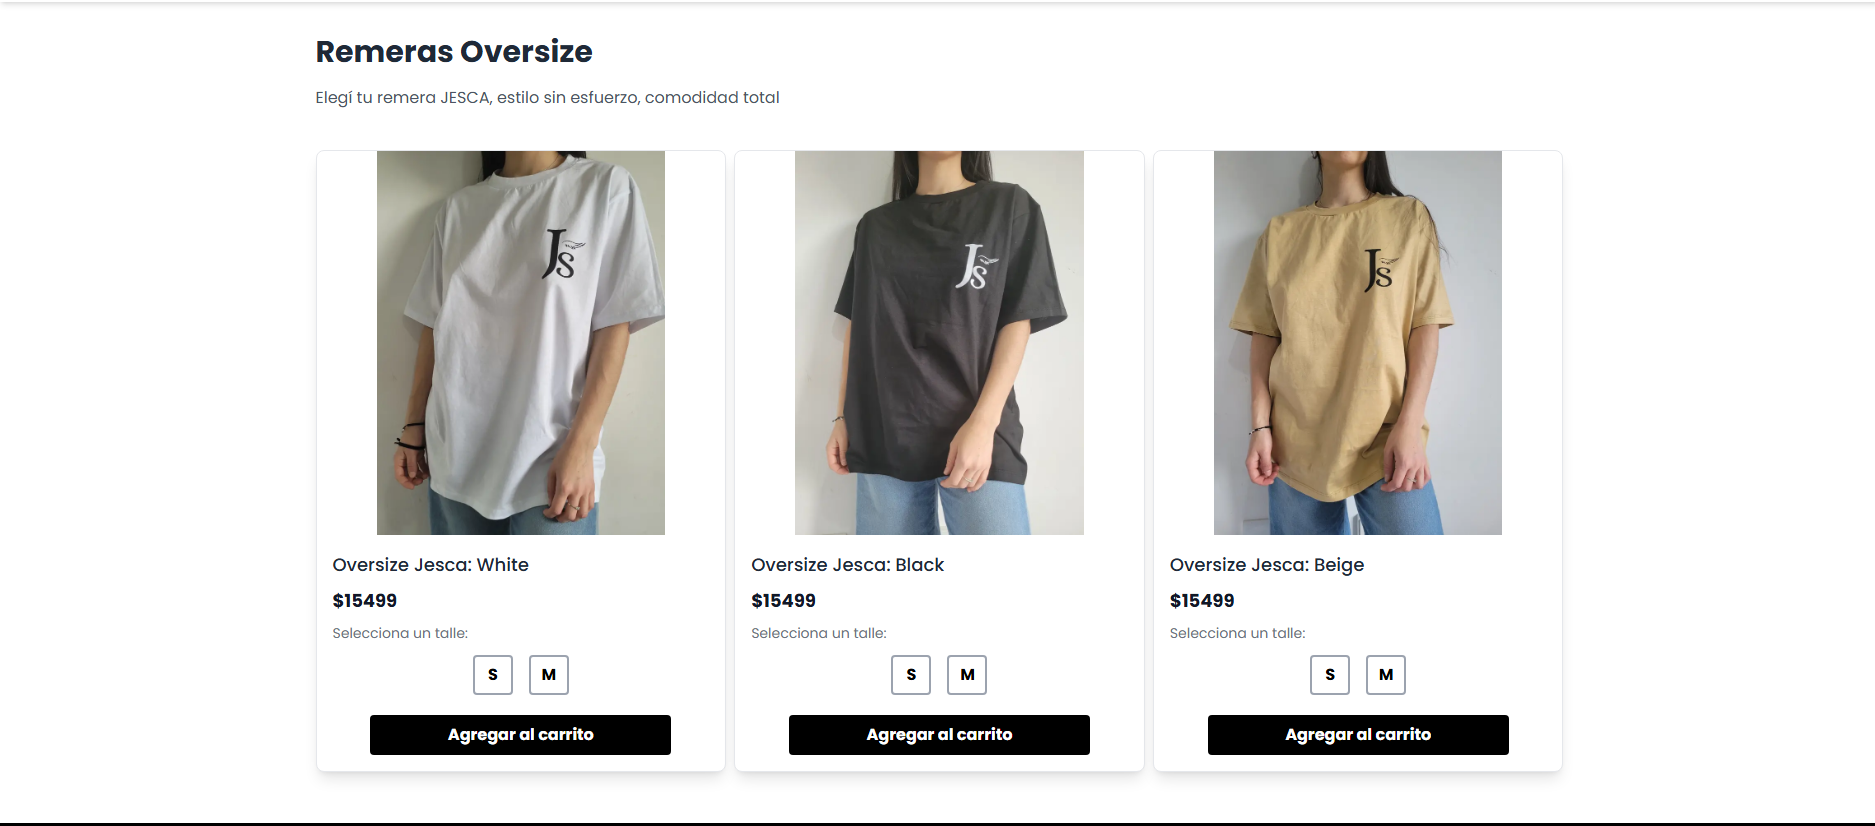 Remeras Oversize
Elegí tu remera JESCA, estilo sin esfuerzo, comodidad total
Js
Js
Js
Oversize Jesca: White
$15499
Selecciona un talle:
S M
Agregar al carrito
Oversize Jesca: Black
$15499
Selecciona un talle:
S M
Agregar al carrito
Oversize Jesca: Beige
$15499
Selecciona un talle:
S M
Agregar al carrito